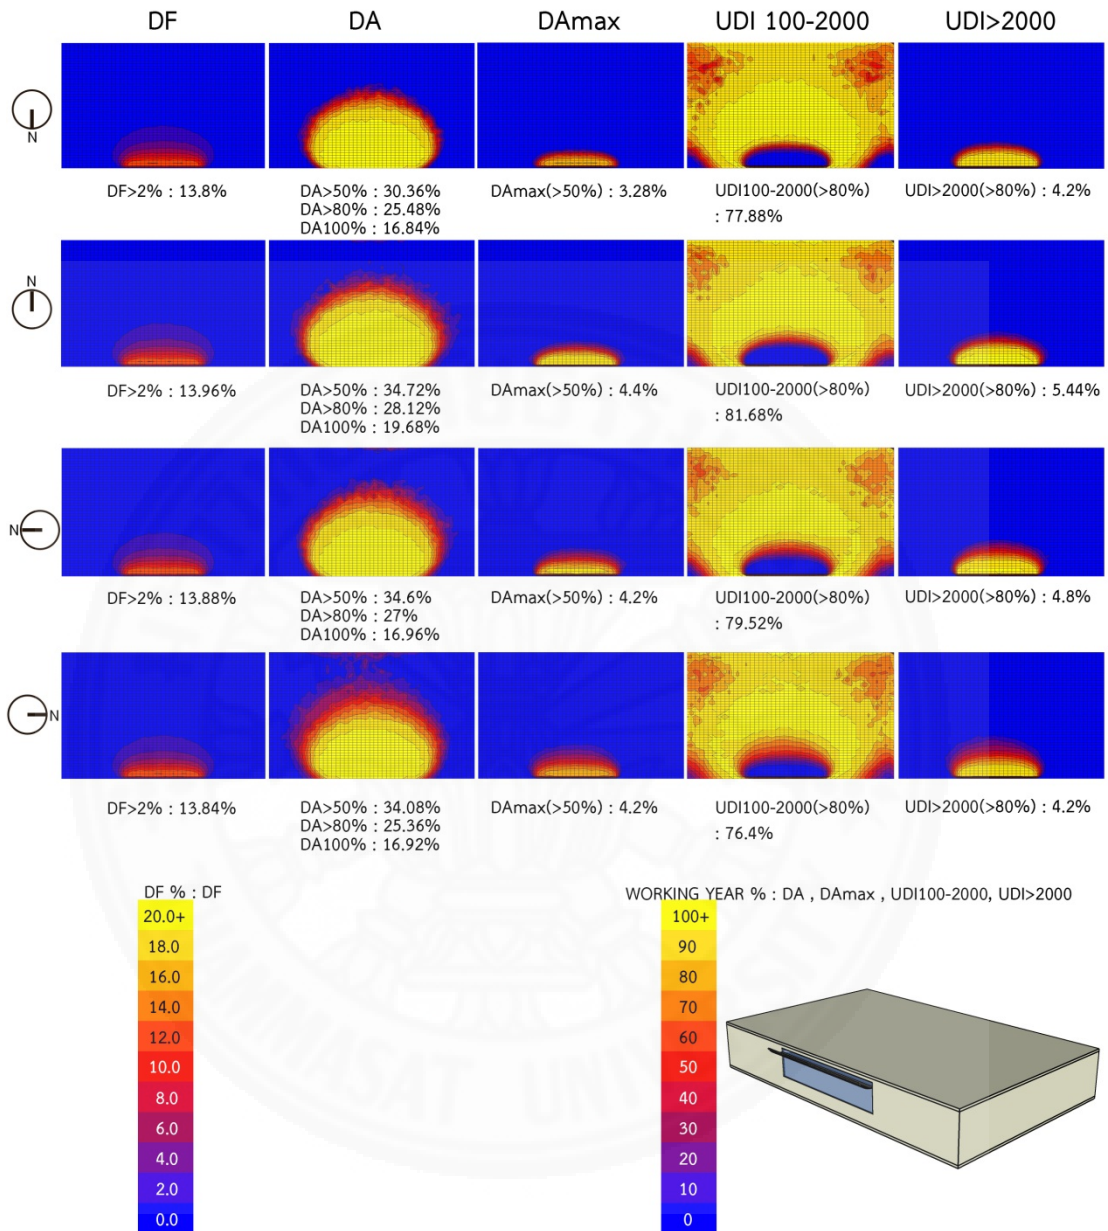 DF DA DAmax UDI 100-2000 UDI>2000
N
DF>2% : 13.8%
DA>50% : 30.36%
DA>80% : 25.48%
DA100% : 16.84%
DAmax(>50%) : 3.28%
UDI100-2000(>80%)
: 77.88%
UDI>2000(>80%) : 4.2%
N
DF>2% : 13.96%
DA>50% : 34.72%
DA>80% : 28.12%
DA100% : 19.68%
DAmax(>50%) : 4.4%
UDI100-2000(>80%)
: 81.68%
UDI>2000(>80%) : 5.44%
N
DF>2% : 13.88%
DA>50% : 34.6%
DA>80% : 27%
DA100% : 16.96%
DAmax(>50%) : 4.2%
UDI100-2000(>80%)
: 79.52%
UDI>2000(>80%) : 4.8%
N
DF>2% : 13.84%
DA>50% : 34.08%
DA>80% : 25.36%
DA100% : 16.92%
DAmax(>50%) : 4.2%
UDI100-2000(>80%)
: 76.4%
UDI>2000(>80%) : 4.2%
DF % : DF
20.0+
18.0
16.0
14.0
12.0
10.0
8.0
6.0
4.0
2.0
0.0
WORKING YEAR % : DA , DAmax , UDI100-2000, UDI>2000
100+
90
80
70
60
50
40
30
20
10
0